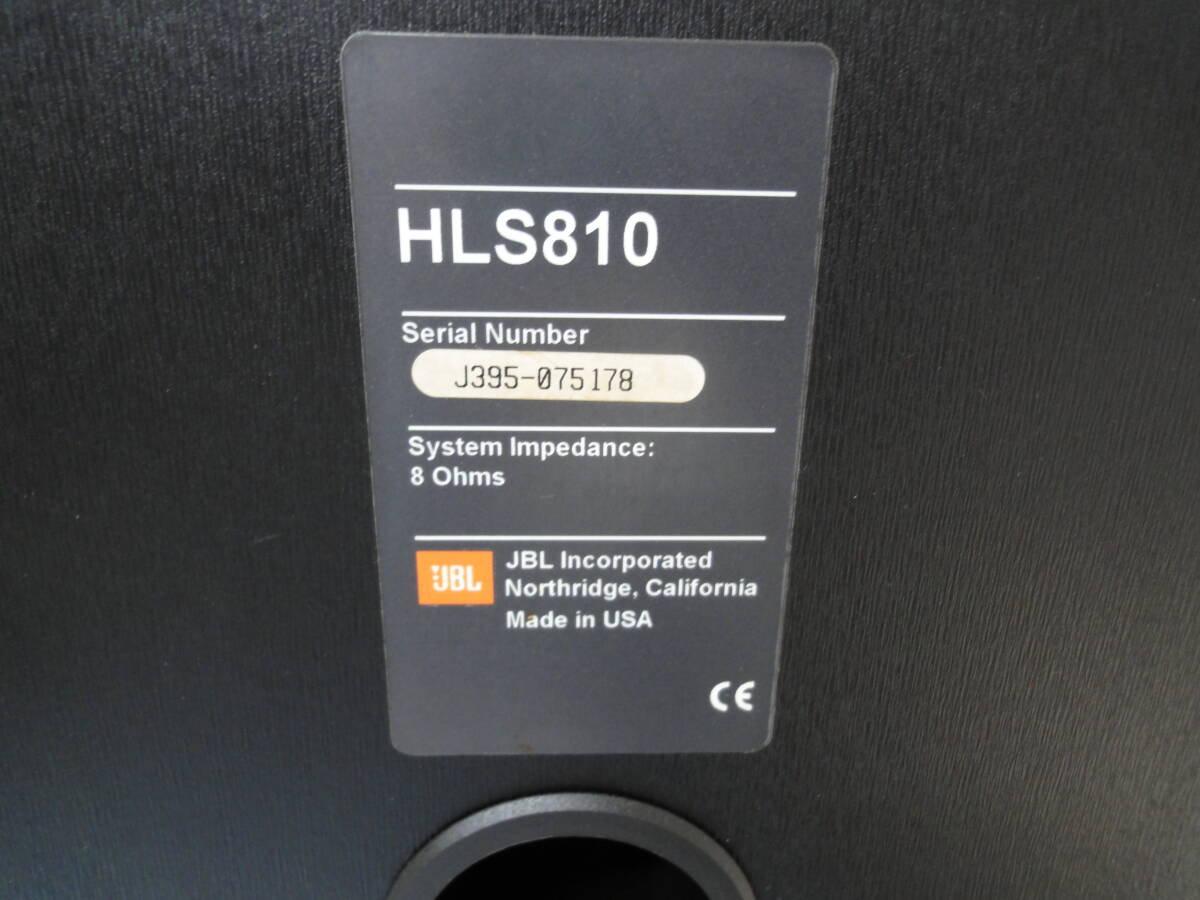 HLS810
Serial Number
J395-075178
System Impedance:
8 Ohms
JBL
JBL Incorporated
Northridge, California
Made in USA
CE